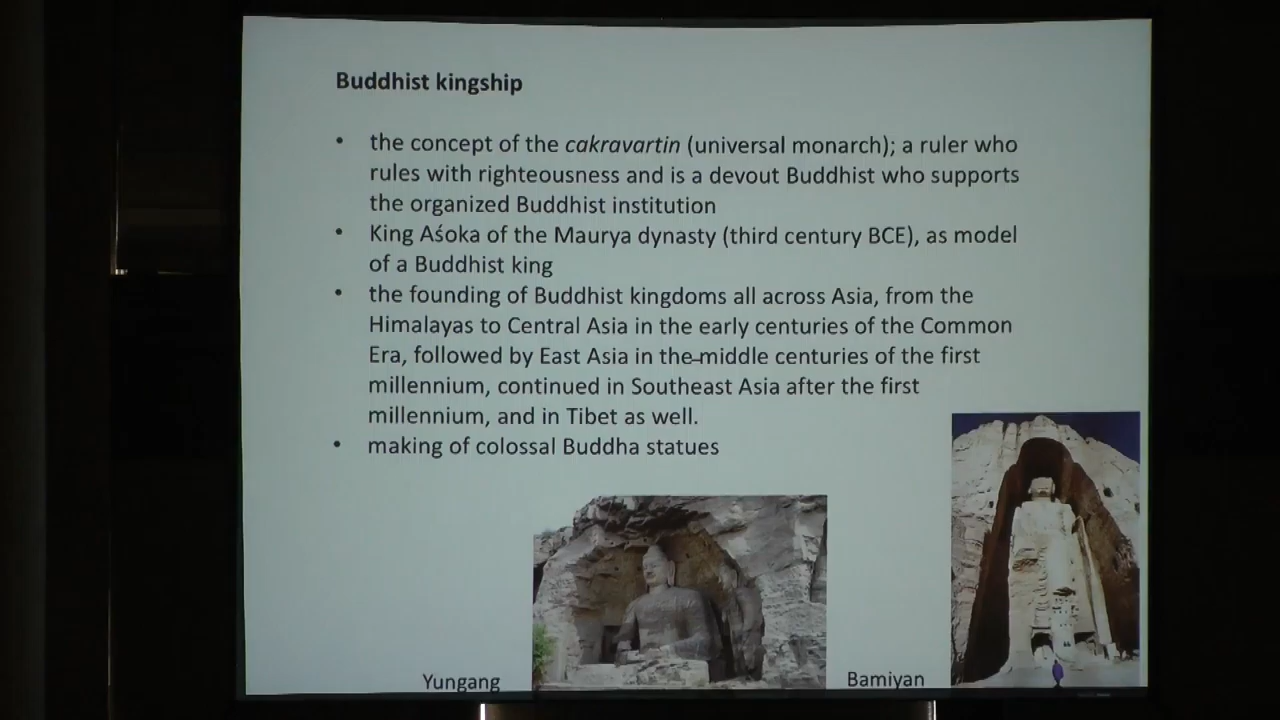 Buddhist kingship
• the concept of the cakravartin (universal monarch); a ruler who
rules with righteousness and is a devout Buddhist who supports
the organized Buddhist institution
• King Aśoka of the Maurya dynasty (third century BCE), as model
of a Buddhist king
• the founding of Buddhist kingdoms all across Asia, from the
Himalayas to Central Asia in the early centuries of the Common
Era, followed by East Asia in the middle centuries of the first
millennium, continued in Southeast Asia after the first
millennium, and in Tibet as well.
• making of colossal Buddha statues
Yungang
Bamiyan